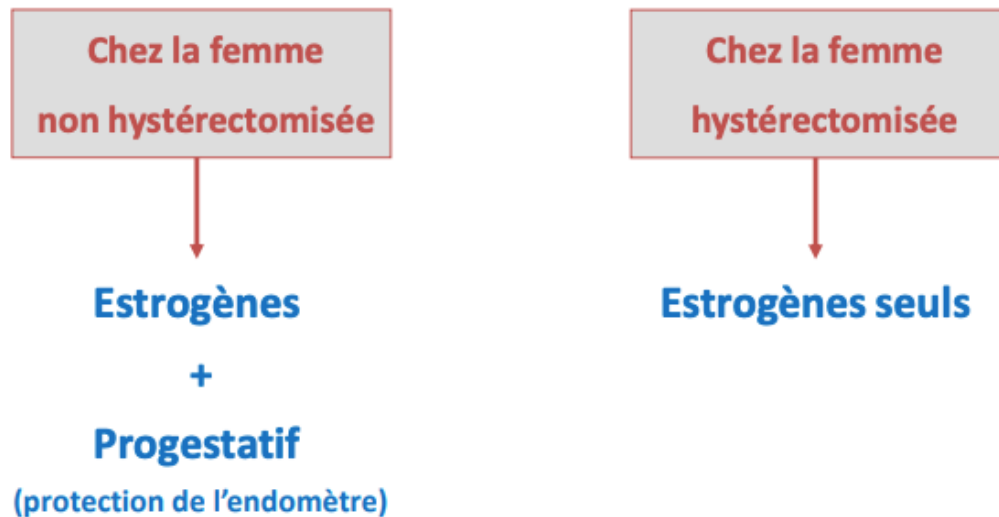 Chez la femme
non hystérectomisée
Estrogènes
+
Progestatif
(protection de l'endomètre)
Chez la femme
hystérectomisée
Estrogènes seuls